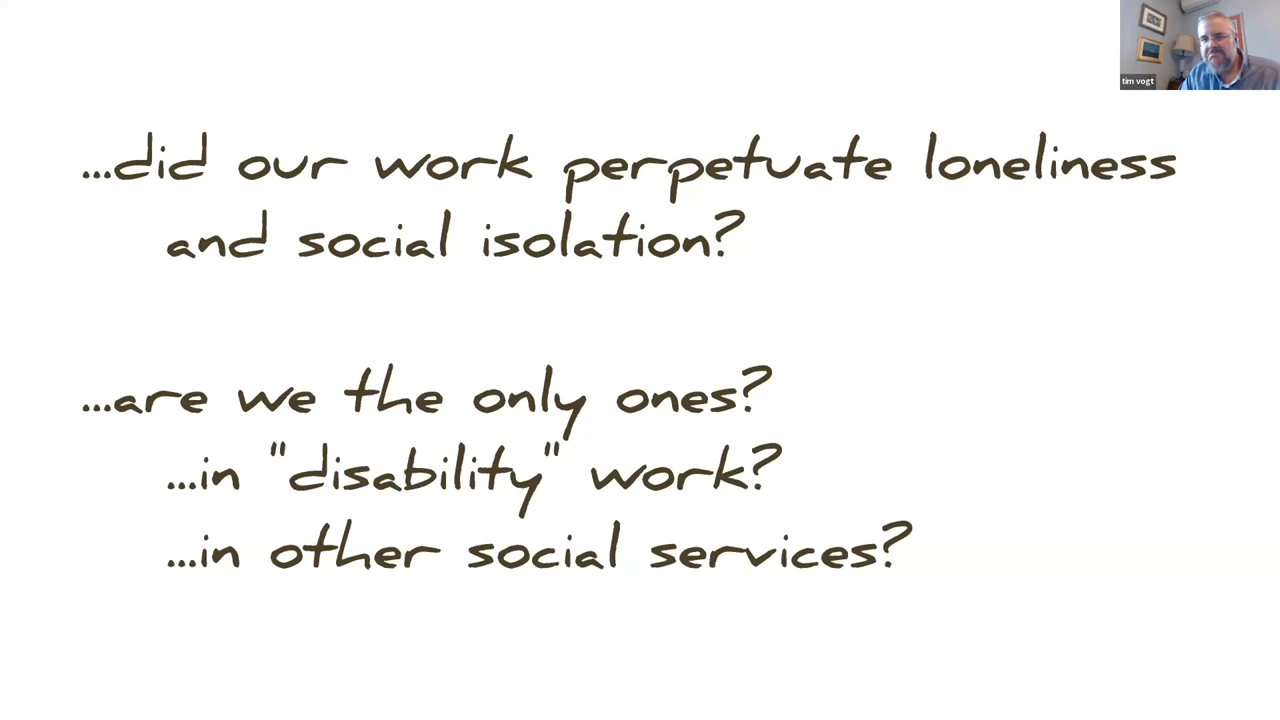 tim vogt
...did our work perpetuate loneliness
and social isolation?
...are we the only ones?
...in "disability" work?
...in other social services?